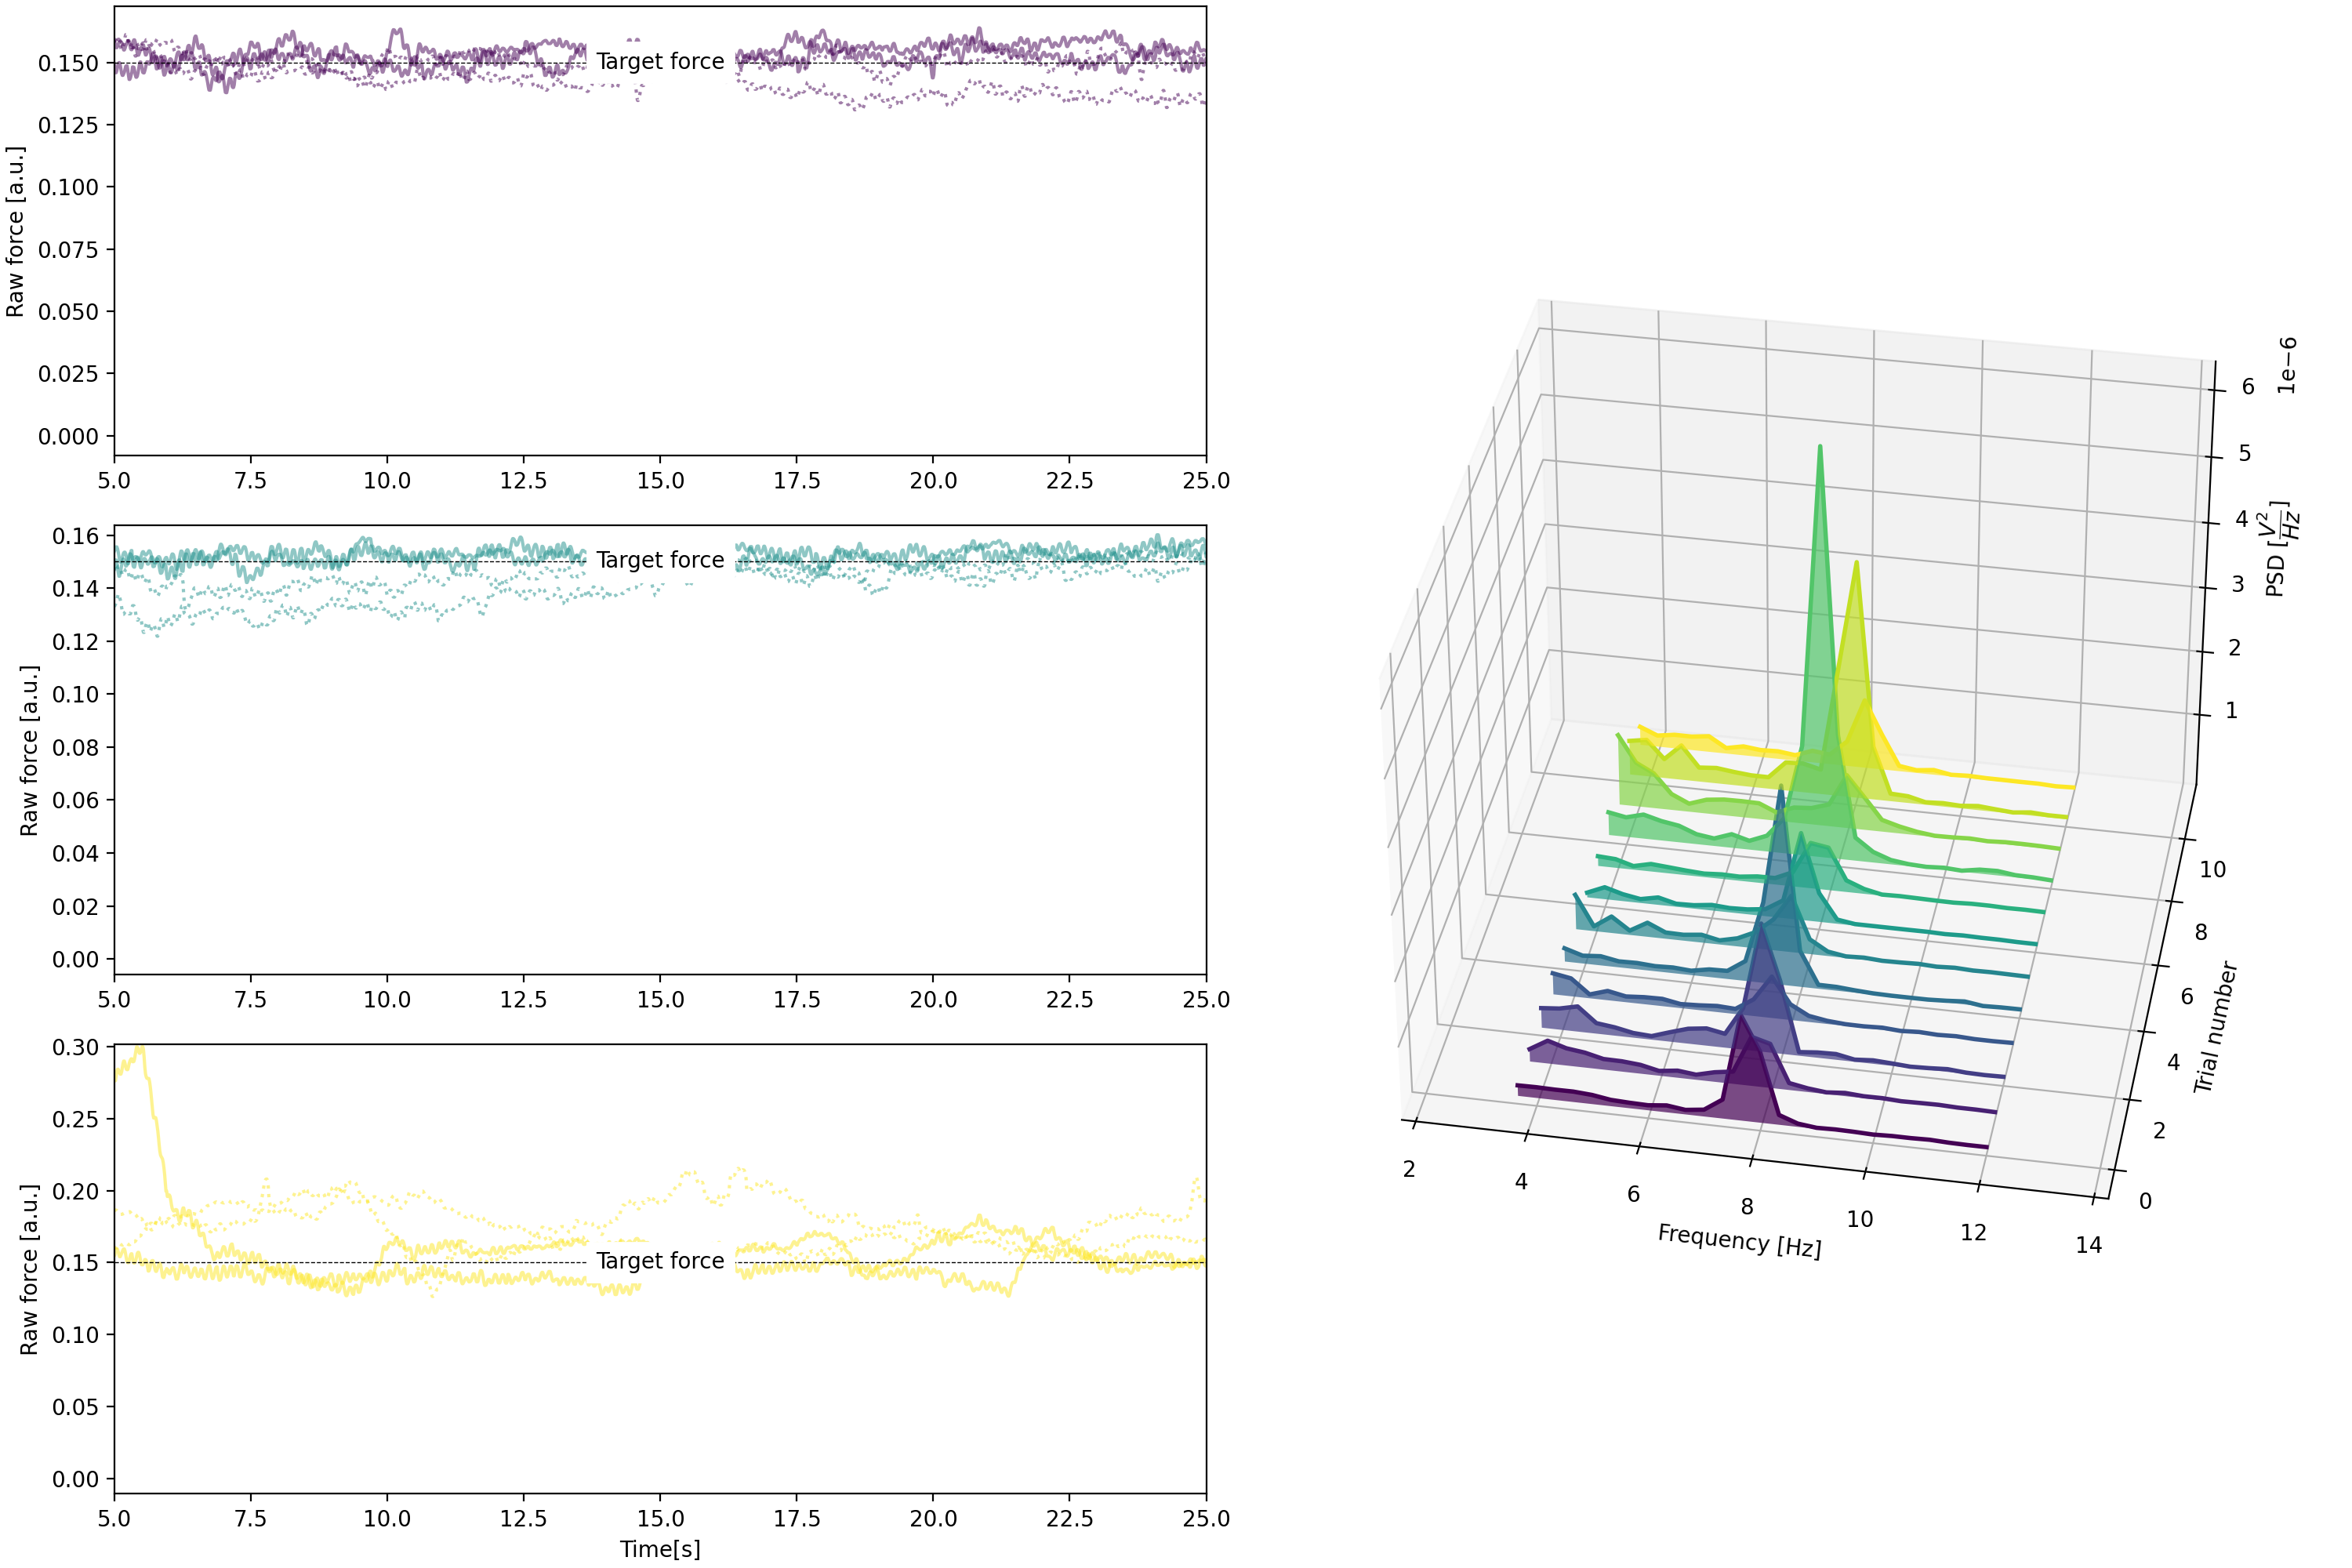 Raw force [a.u.]
0.150
0.125
0.100
0.075
0.050
0.025
0.000
Target force
5.0 7.5 10.0 12.5 15.0 17.5 20.0 22.5 25.0
Raw force [a.u.]
0.16
0.14
0.12
0.10
0.08
0.06
0.04
0.02
0.00
Target force
5.0 7.5 10.0 12.5 15.0 17.5 20.0 22.5 25.0
Raw force [a.u.]
0.30
0.25
0.20
0.15
0.10
0.05
0.00
Target force
5.0 7.5 10.0 12.5 15.0 17.5 20.0 22.5 25.0
Time[s]
1e−6
6
5
4
3
2
1
PSD [V²/Hz]
10
8
6
4
2
0
Trial number
2 4 6 8 10 12 14
Frequency [Hz]